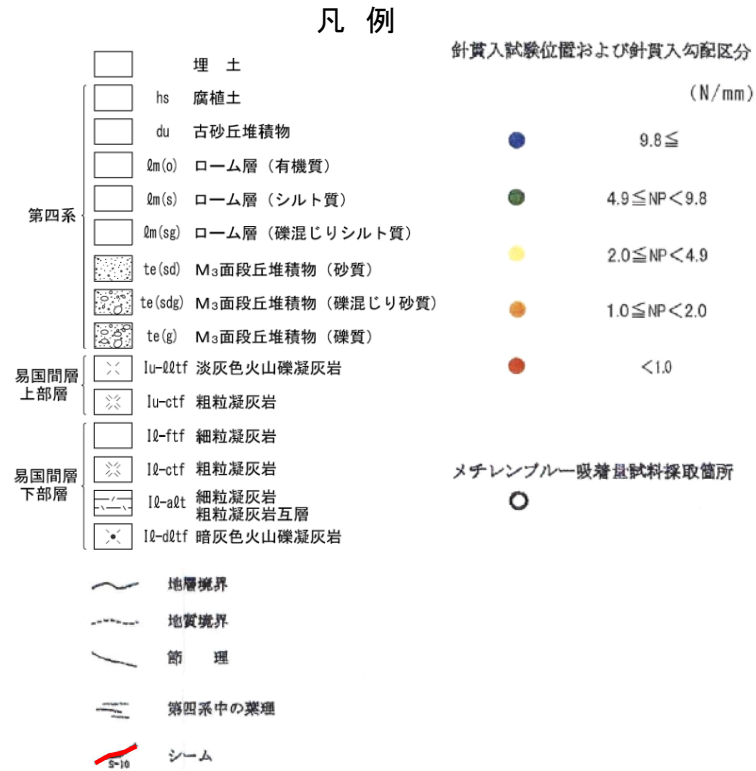 凡 例
埋 土
第四系
hs 腐植土
du 古砂丘堆積物
ℓm(o) ローム層（有機質）
ℓm(s) ローム層（シルト質）
ℓm(sg) ローム層（礫混じりシルト質）
te(sd) M₃面段丘堆積物（砂質）
te(sdg) M₃面段丘堆積物（礫混じり砂質）
te(g) M₃面段丘堆積物（礫質）
易国間層
上部層
Iu-ℓℓtf 淡灰色火山礫凝灰岩
Iu-ctf 粗粒凝灰岩
易国間層
下部層
Iℓ-ftf 細粒凝灰岩
Iℓ-ctf 粗粒凝灰岩
Iℓ-aℓt 細粒凝灰岩
粗粒凝灰岩互層
Iℓ-dℓtf 暗灰色火山礫凝灰岩
地層境界
地質境界
節 理
第四系中の葉理
S-10 シーム
針貫入試験位置および針貫入勾配区分
(N/mm)
9.8≦
4.9≦NP＜9.8
2.0≦NP＜4.9
1.0≦NP＜2.0
＜1.0
メチレンブルー吸着量試料採取箇所